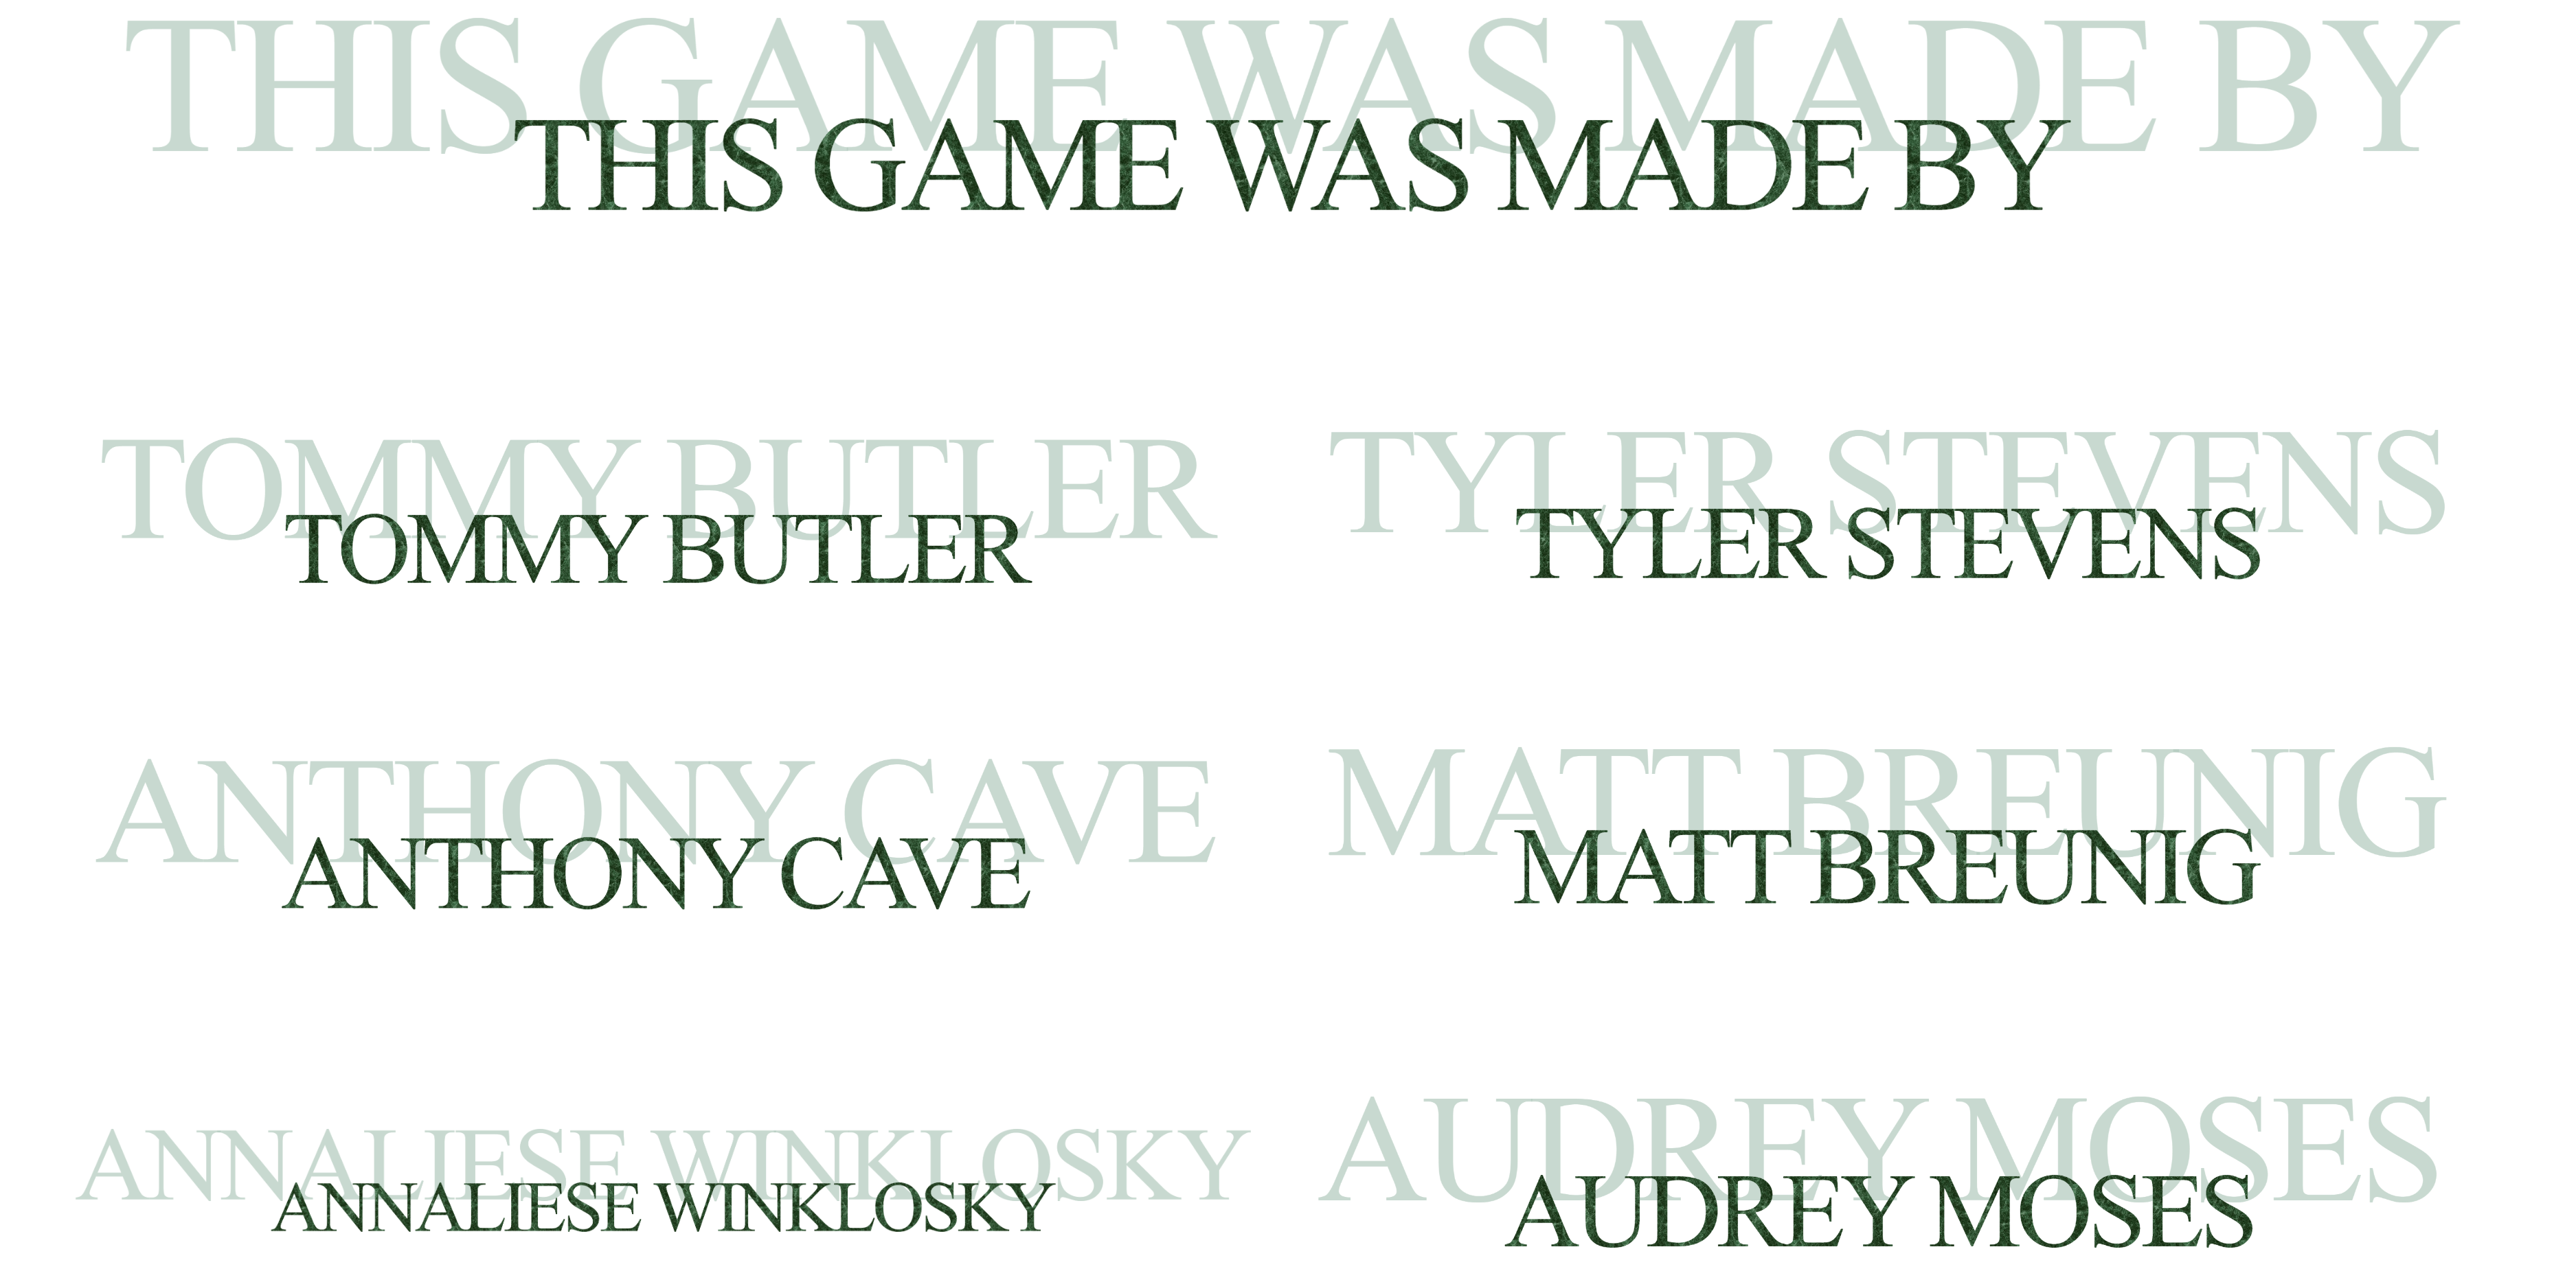 THIS GAME WAS MADE BY
THIS GAME WAS MADE BY
TOMMY BUTLER
TOMMY BUTLER
TYLER STEVENS
TYLER STEVENS
ANTHONY CAVE
ANTHONY CAVE
MATT BREUNIG
MATT BREUNIG
ANNALIESE WINKLOSKY
ANNALIESE WINKLOSKY
AUDREY MOSES
AUDREY MOSES